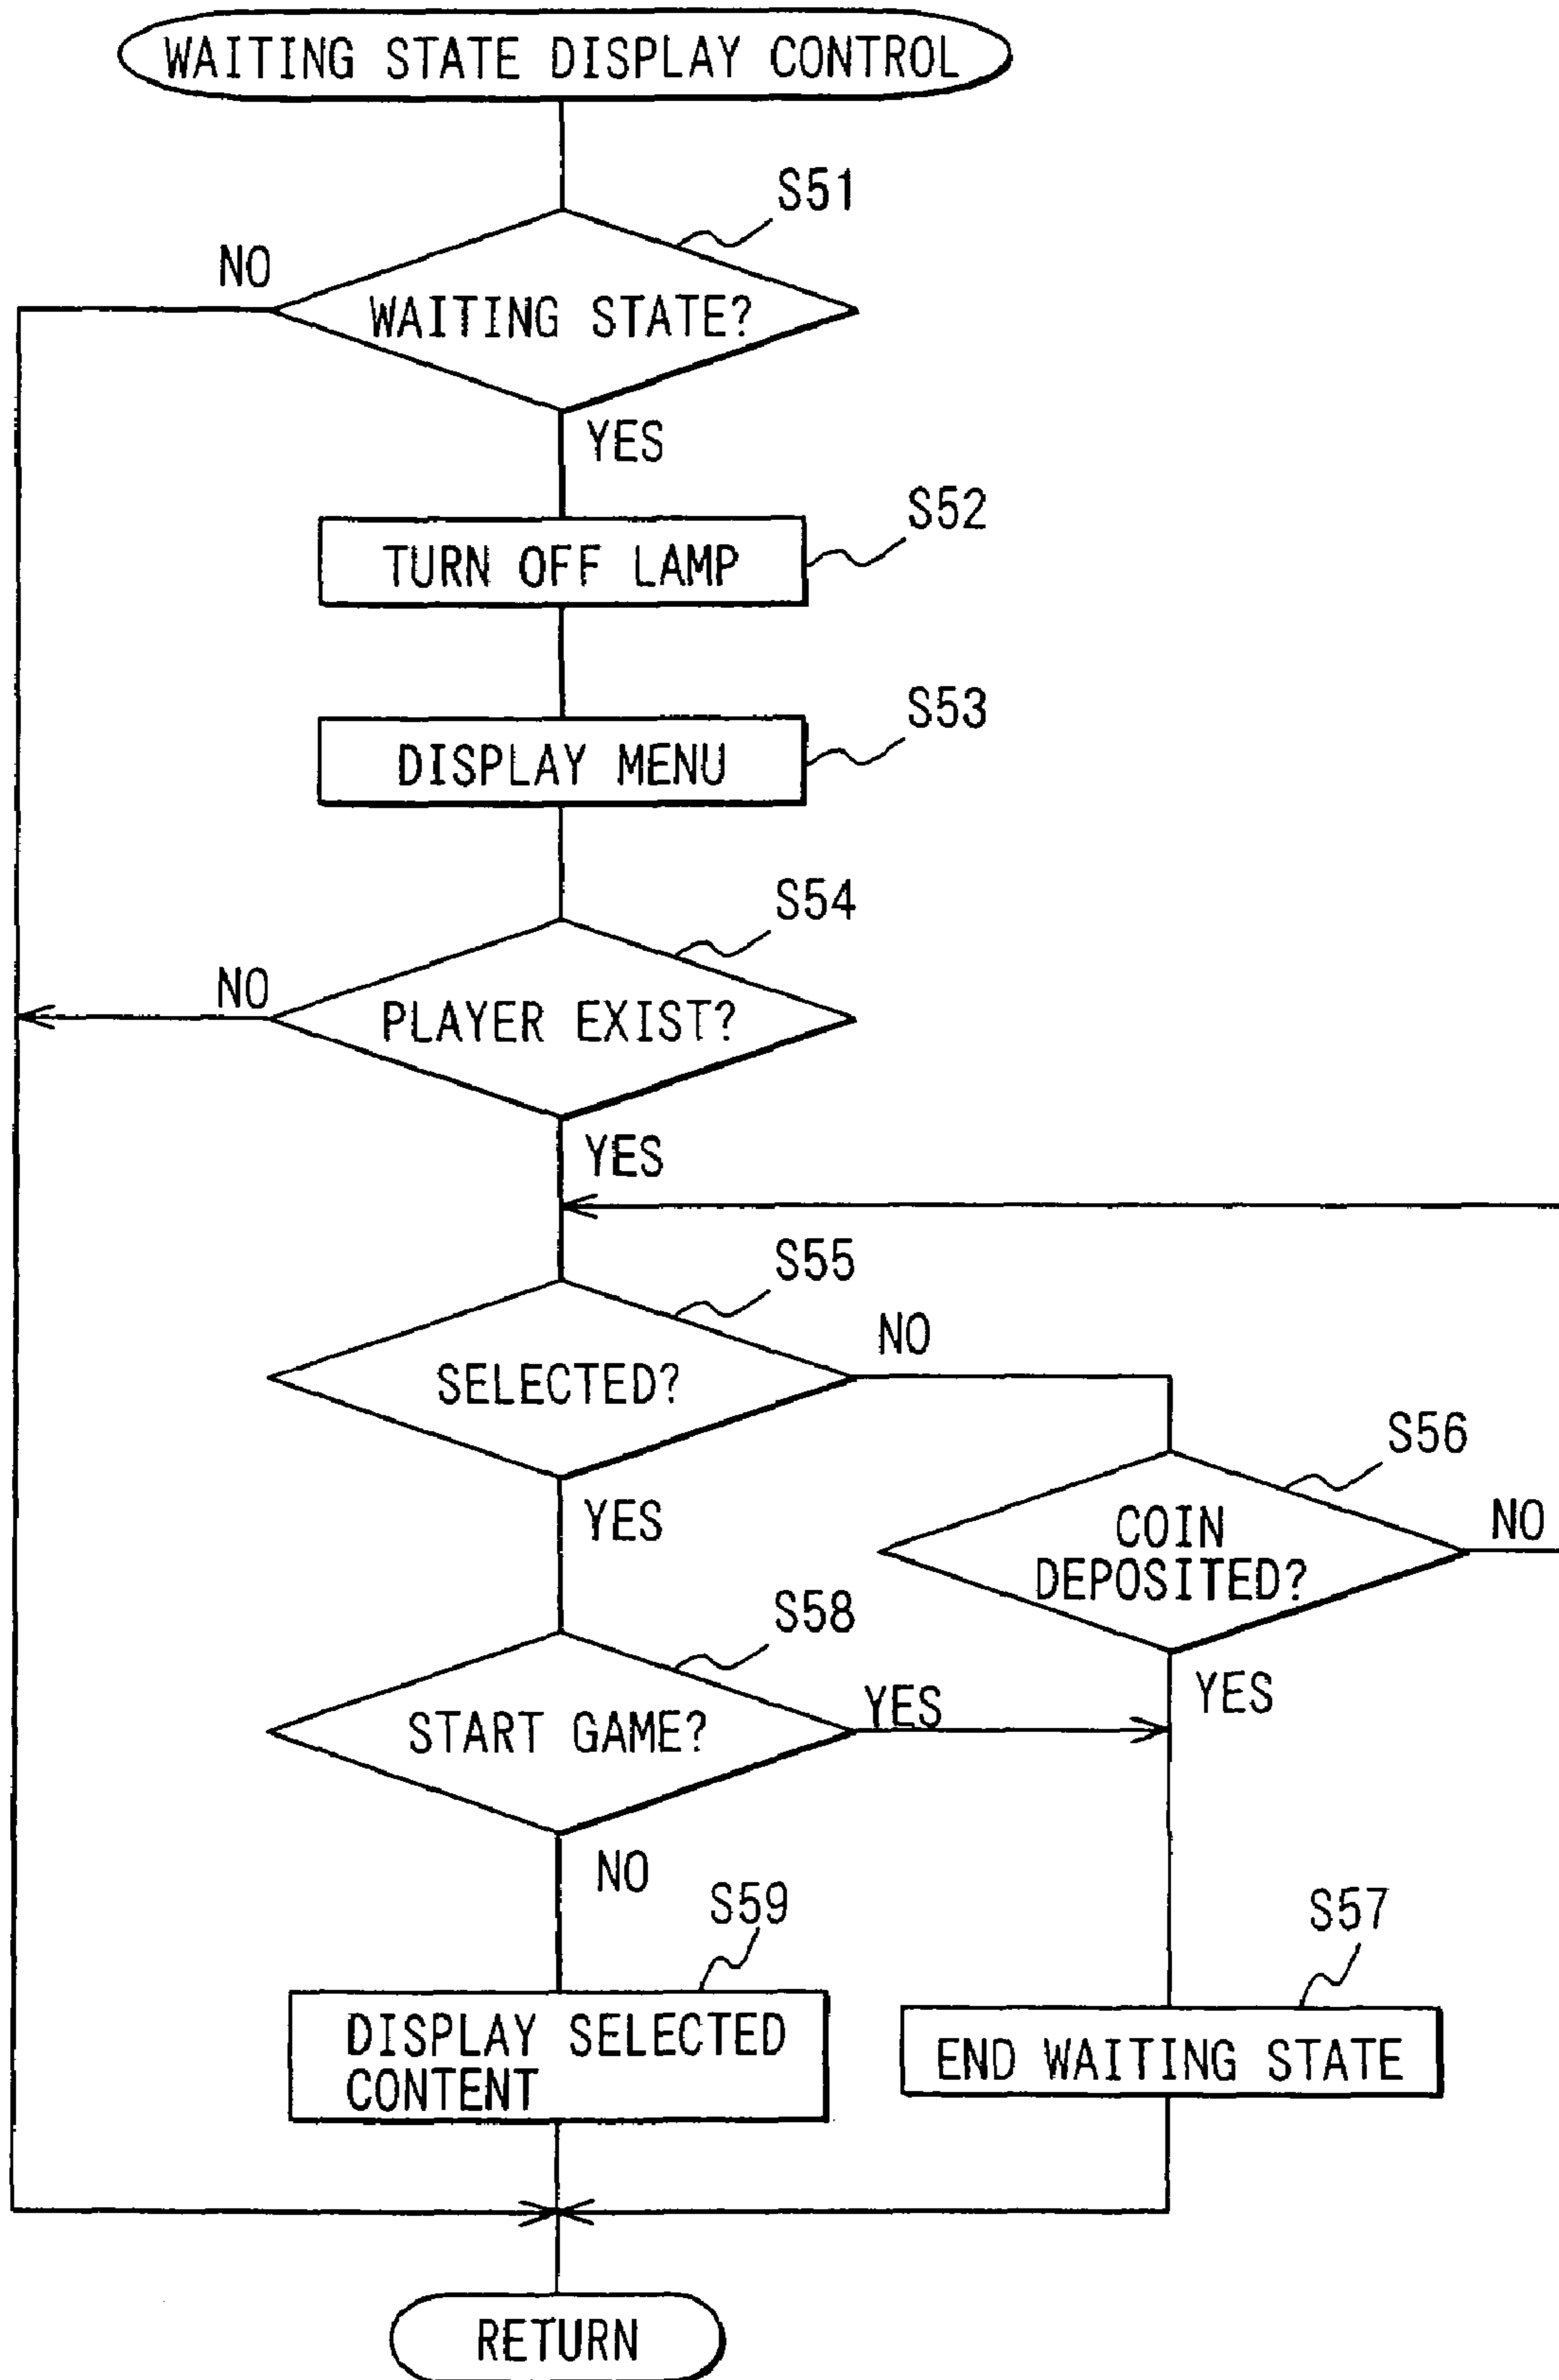 WAITING STATE DISPLAY CONTROL
S51
NO
WAITING STATE?
YES
S52
TURN OFF LAMP
S53
DISPLAY MENU
S54
NO
PLAYER EXIST?
YES
S55
NO
SELECTED?
S56
YES
COIN
DEPOSITED?
NO
S58
YES
START GAME?
YES
NO
S59
S57
DISPLAY SELECTED
CONTENT
END WAITING STATE
RETURN